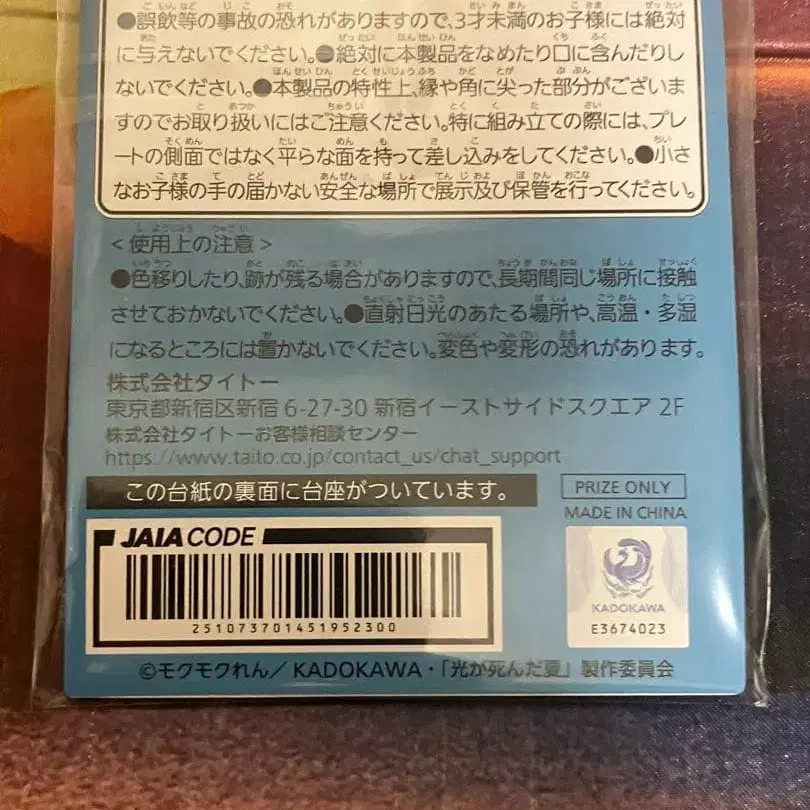 ●誤飲等の事故の恐れがありますので、3才未満のお子様には絶対
に与えないでください。●絶対に本製品をなめたり口に含んだりし
ないでください。●本製品の特性上、縁や角に尖った部分がございま
すのでお取り扱いにはご注意ください。特に組み立ての際には、プレ
ートの側面ではなく平らな面を持って差し込みをしてください。●小さ
なお子様の手の届かない安全な場所で展示及び保管を行ってください。
<使用上の注意>
●色移りしたり、跡が残る場合がありますので、長期間同じ場所に接触
させておかないでください。●直射日光のあたる場所や、高温・多湿
になるところには置かないでください。変色や変形の恐れがあります。
株式会社タイトー
東京都新宿区新宿 6-27-30 新宿イーストサイドスクエア 2F
株式会社タイトーお客様相談センター
https://www.taito.co.jp/contact_us/chat_support
この台紙の裏面に台座がついています。
PRIZE ONLY
MADE IN CHINA
JAIA CODE
251073701451952300
KADOKAWA
E3674023
©モクモクれん/KADOKAWA・「光が死んだ夏」製作委員会